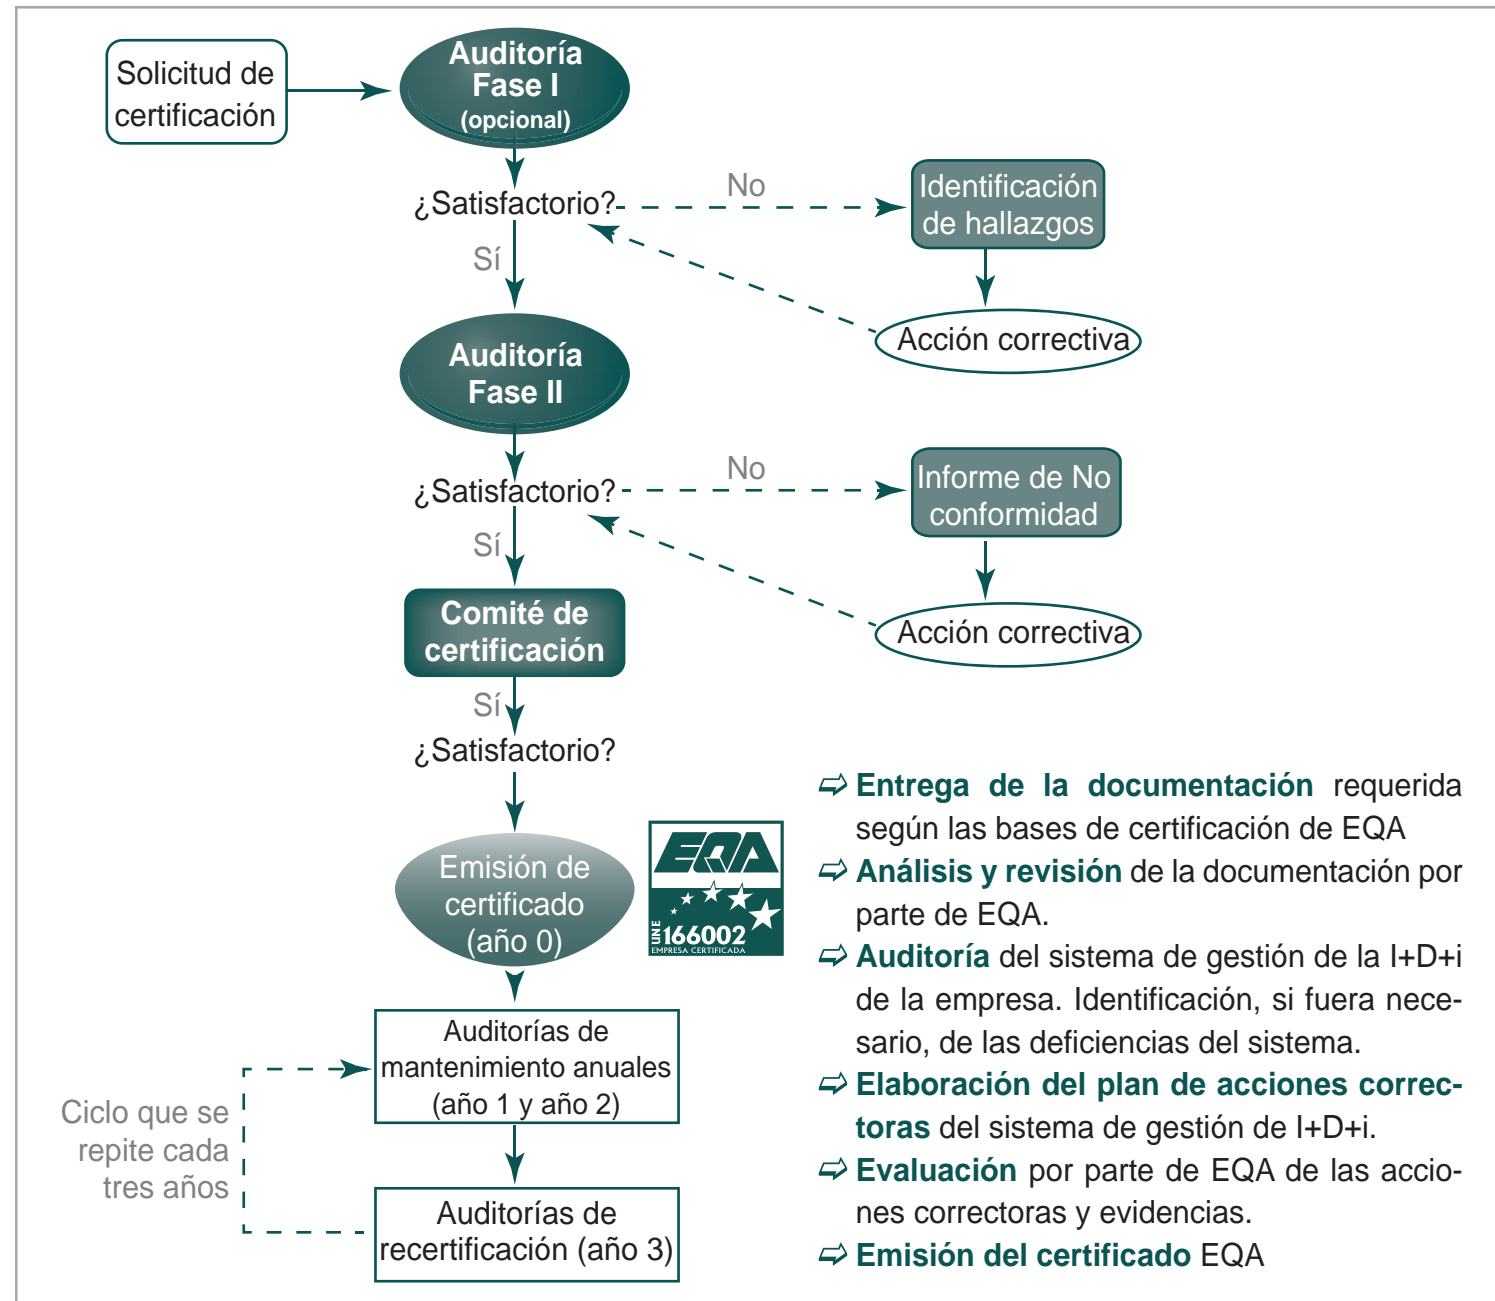 Solicitud de
certificación
Auditoría
Fase I
(opcional)
¿Satisfactorio?
No
Identificación
de hallazgos
Sí
Acción correctiva
Auditoría
Fase II
¿Satisfactorio?
No
Informe de No
conformidad
Sí
Acción correctiva
Comité de
certificación
Sí
¿Satisfactorio?
Emisión de
certificado
(año 0)
EQA
UNE
166002
EMPRESA CERTIFICADA
Auditorías de
mantenimiento anuales
(año 1 y año 2)
Ciclo que se
repite cada
tres años
Auditorías de
recertificación (año 3)
⇨ Entrega de la documentación requerida
según las bases de certificación de EQA
⇨ Análisis y revisión de la documentación por
parte de EQA.
⇨ Auditoría del sistema de gestión de la I+D+i
de la empresa. Identificación, si fuera nece-
sario, de las deficiencias del sistema.
⇨ Elaboración del plan de acciones correc-
toras del sistema de gestión de I+D+i.
⇨ Evaluación por parte de EQA de las accio-
nes correctoras y evidencias.
⇨ Emisión del certificado EQA